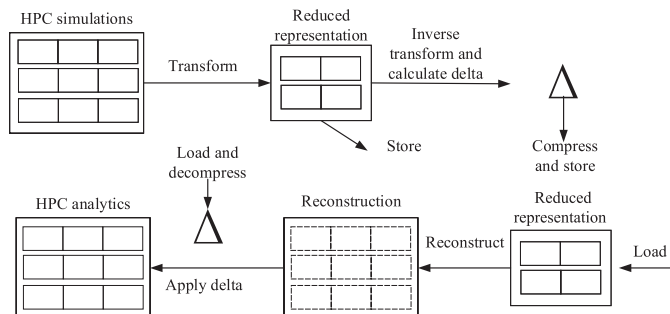 HPC simulations
Transform
Reduced
representation
Inverse
transform and
calculate delta
Store
Compress
and store
Load and
decompress
HPC analytics
Apply delta
Reconstruction
Reconstruct
Reduced
representation
Load